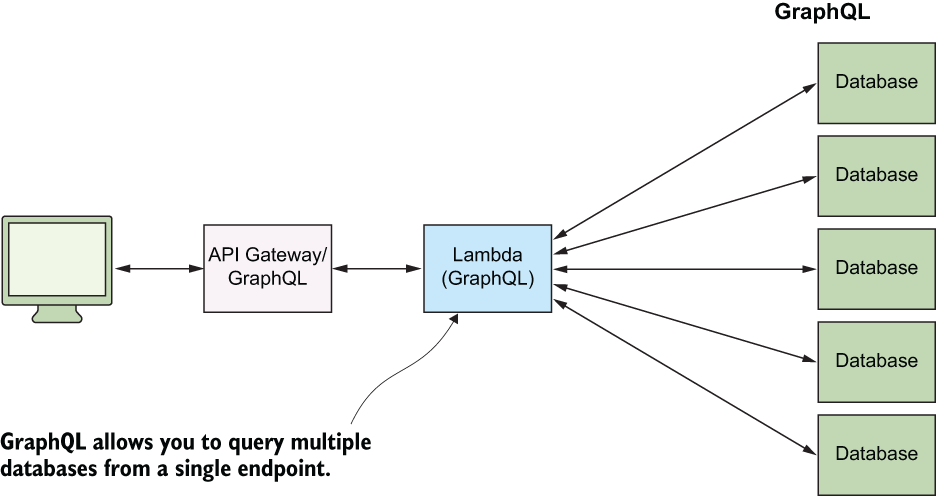 GraphQL
Database
Database
API Gateway/
GraphQL
Lambda
(GraphQL)
Database
Database
GraphQL allows you to query multiple
databases from a single endpoint.
Database